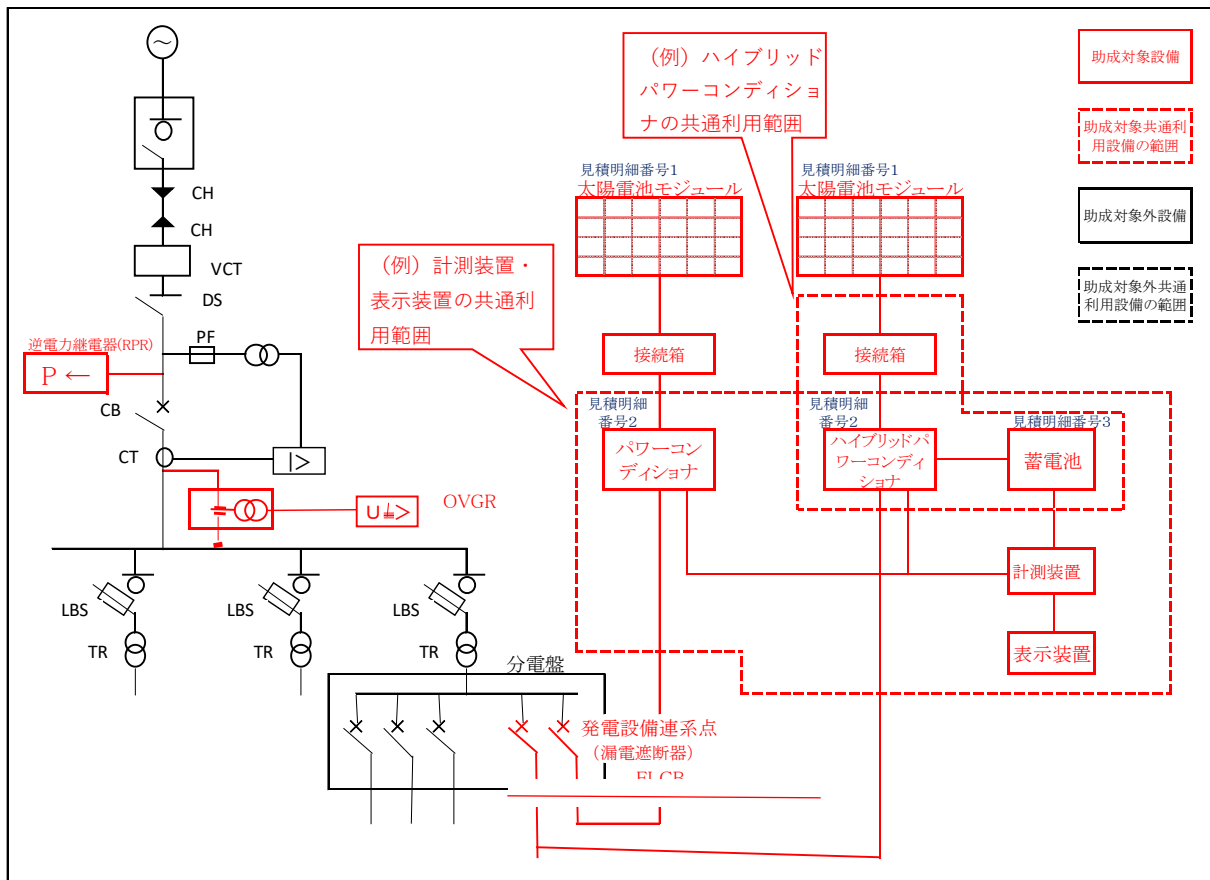 (例)ハイブリッド
パワーコンディショ
ナの共通利用範囲
助成対象設備
助成対象共通利
用設備の範囲
助成対象外設備
助成対象外共通
利用設備の範囲
CH
CH
VCT
DS
PF
逆電力継電器(RPR)
P ←
CB
CT
|>
OVGR
U >
LBS
LBS
LBS
TR
TR
TR
分電盤
(例)計測装置・
表示装置の共通利
用範囲
見積明細番号1
太陽電池モジュール
見積明細番号1
太陽電池モジュール
接続箱
接続箱
見積明細
番号2
パワーコン
ディショナ
見積明細
番号2
ハイブリッドパ
ワーコンディ
ショナ
見積明細番号3
蓄電池
計測装置
表示装置
発電設備連系点
(漏電遮断器)
ELCB